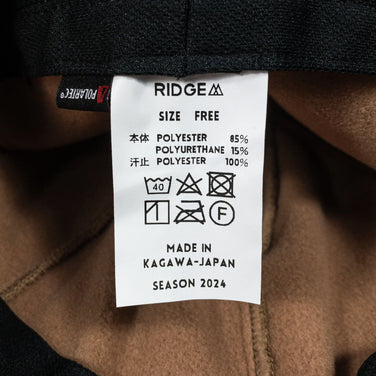 RIDGE
SIZE FREE
本体 POLYESTER 85%
POLYURETHANE 15%
汗止 POLYESTER 100%
40
F
MADE IN
KAGAWA-JAPAN
SEASON 2024
POLARTEC®